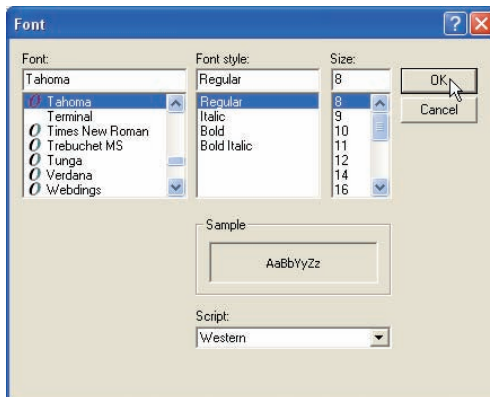 Font
Font: Font style: Size:
Tahoma Regular 8 OK
Tahoma Regular 8 Cancel
Terminal Italic 9
Times New Roman Bold 10
Trebuchet MS Bold Italic 11
Tunga 12
Verdana 14
Webdings 16
Sample
AaBbYyZz
Script:
Western